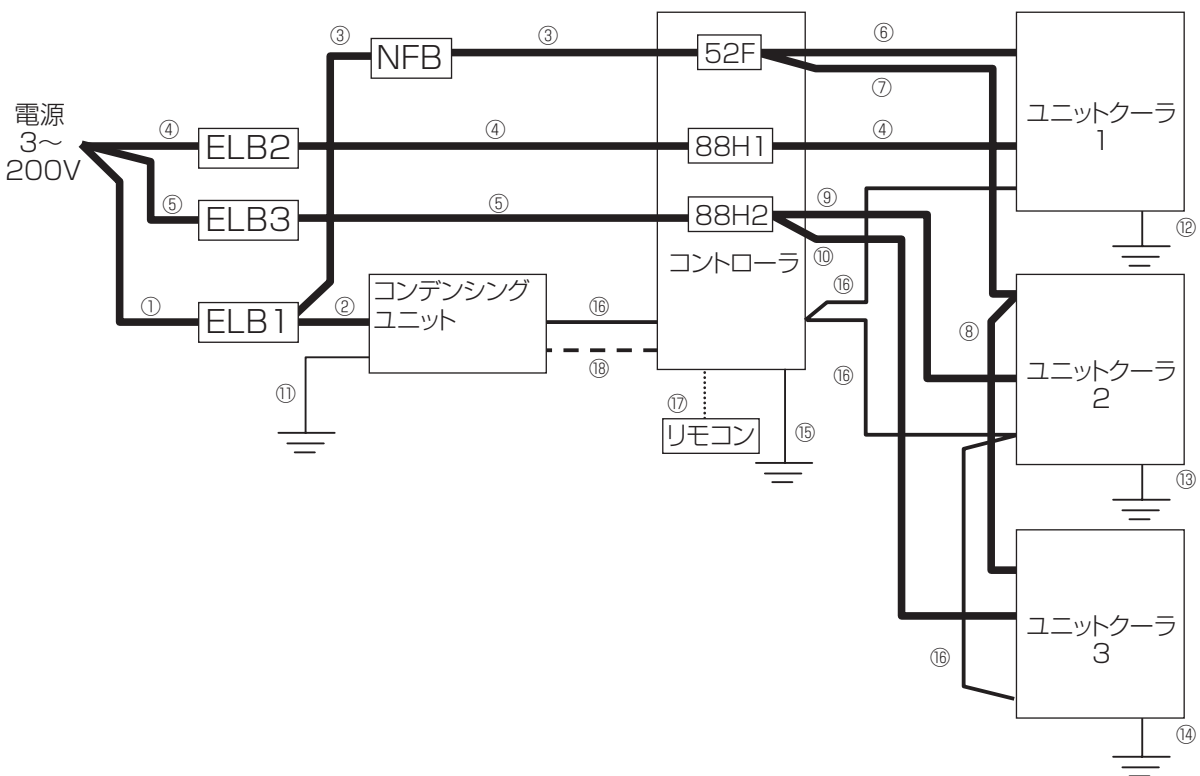 ③
③
⑥
NFB
52F
⑦
電源
3～
200V
④
ELB2
④
88H1
④
ユニットクーラ
1
⑤
ELB3
⑤
88H2
⑨
⑩
⑫
コントローラ
①
ELB1
②
コンデンシング
ユニット
⑯
⑯
⑱
⑧
⑯
⑪
⑰
リモコン
⑮
ユニットクーラ
2
⑬
⑯
ユニットクーラ
3
⑭